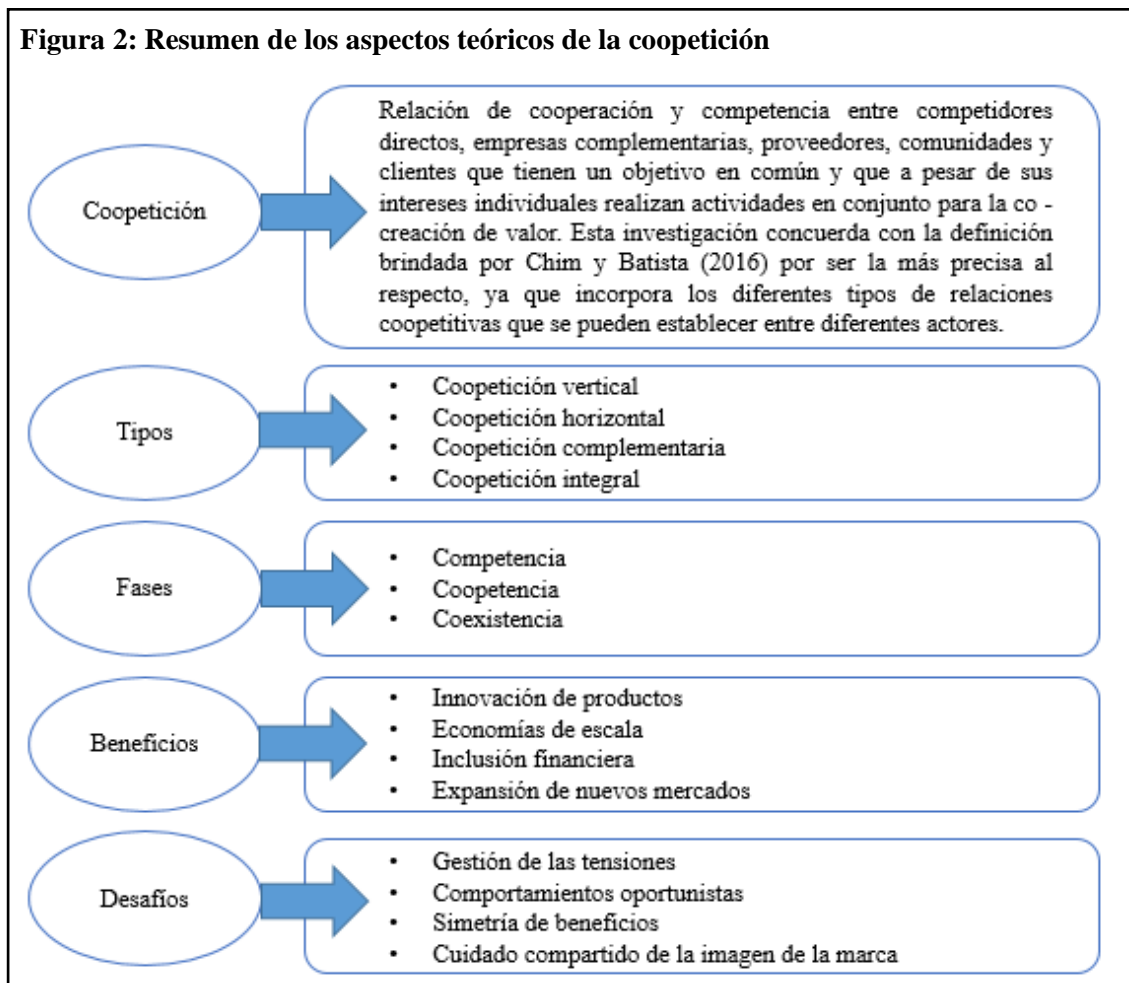 Figura 2: Resumen de los aspectos teóricos de la coopetición
Coopetición
Relación de cooperación y competencia entre competidores
directos, empresas complementarias, proveedores, comunidades y
clientes que tienen un objetivo en común y que a pesar de sus
intereses individuales realizan actividades en conjunto para la co -
creación de valor. Esta investigación concuerda con la definición
brindada por Chim y Batista (2016) por ser la más precisa al
respecto, ya que incorpora los diferentes tipos de relaciones
coopetitivas que se pueden establecer entre diferentes actores.
Tipos
• Coopetición vertical
• Coopetición horizontal
• Coopetición complementaria
• Coopetición integral
Fases
• Competencia
• Coopetencia
• Coexistencia
Beneficios
• Innovación de productos
• Economías de escala
• Inclusión financiera
• Expansión de nuevos mercados
Desafíos
• Gestión de las tensiones
• Comportamientos oportunistas
• Simetría de beneficios
• Cuidado compartido de la imagen de la marca